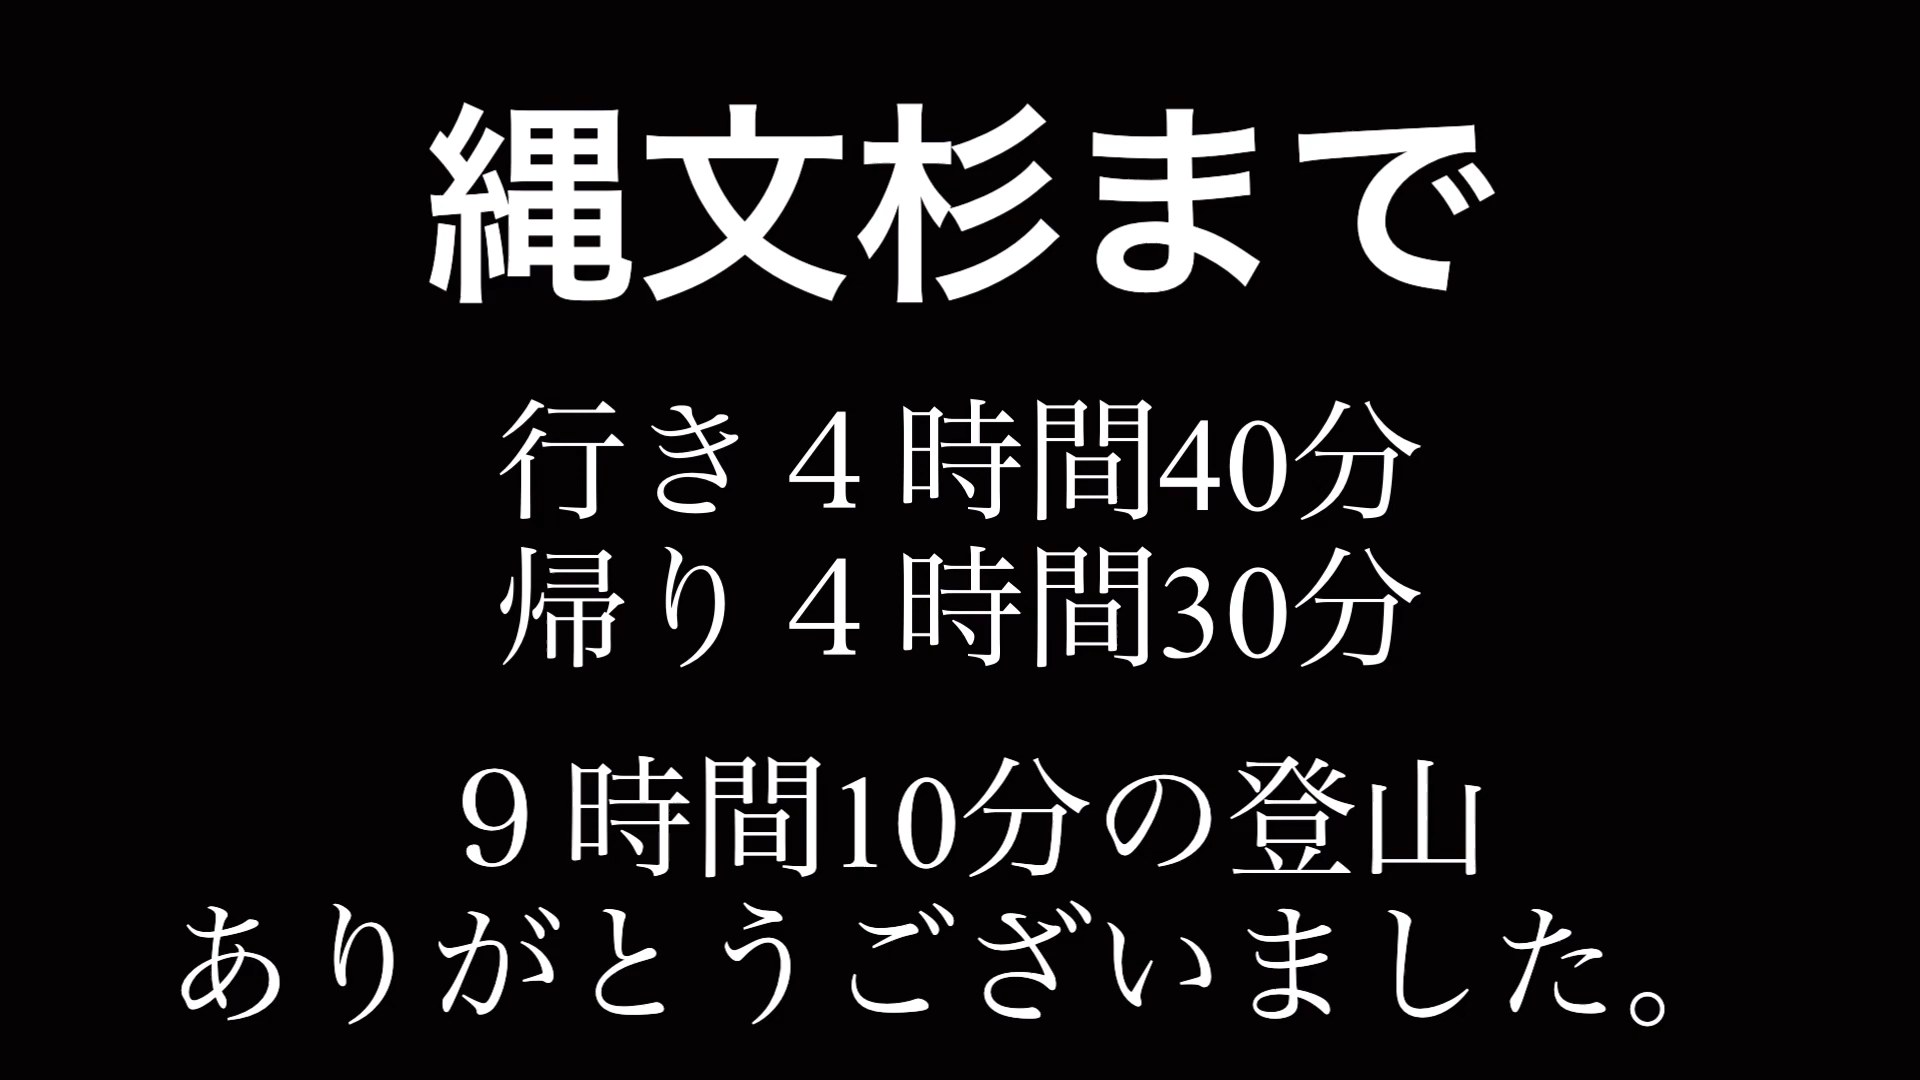 縄文杉まで
行き４時間40分
帰り４時間30分
９時間10分の登山
ありがとうございました。